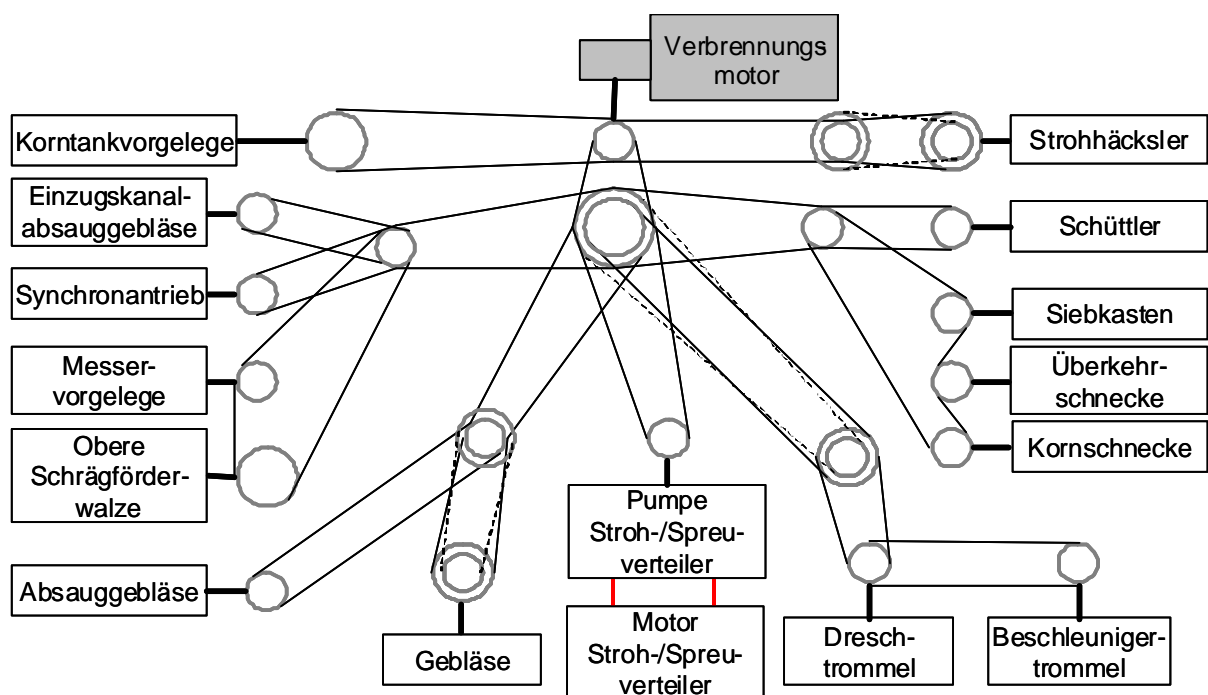 Verbrennungs
motor
Korntankvorgelege
Einzugskanal-
absauggebläse
Synchronantrieb
Messer-
vorgelege
Obere
Schrägförder-
walze
Absauggebläse
Gebläse
Pumpe
Stroh-/Spreu-
verteiler
Motor
Stroh-/Spreu-
verteiler
Dresch-
trommel
Beschleuniger-
trommel
Strohhäcksler
Schüttler
Siebkasten
Überkehr-
schnecke
Kornschnecke